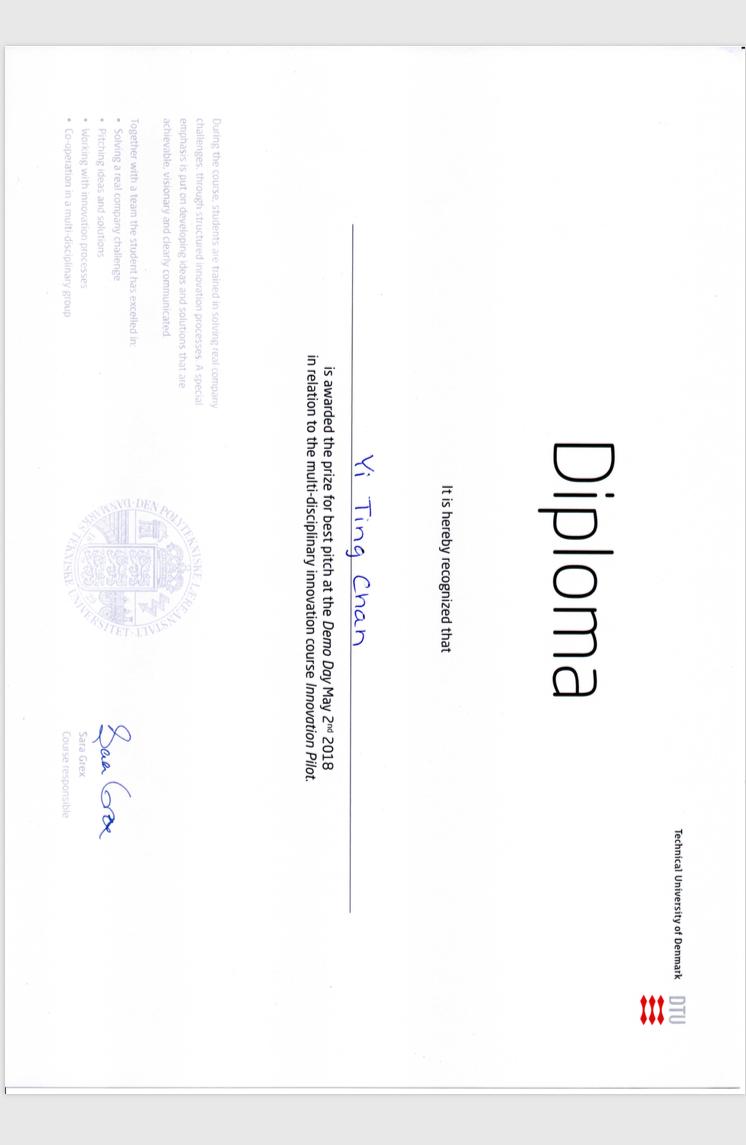 Technical University of Denmark
DTU
Diploma
It is hereby recognized that
Yi Ting Chan
is awarded the prize for best pitch at the Demo Day May 2nd 2018
in relation to the multi-disciplinary innovation course Innovation Pilot.
During the course, students are trained in solving real company
challenges, through structured innovation processes. A special
emphasis is put on developing ideas and solutions that are
achievable, visionary and clearly communicated.
Together with a team the student has excelled in:
• Solving a real company challenge
• Pitching ideas and solutions
• Working with innovation processes
• Co-operation in a multi-disciplinary group
DEN POLYTEKNISKE LÆREANSTALT
DANMARKS TEKNISKE UNIVERSITET
Sara Grex
Sara Grex
Course responsible